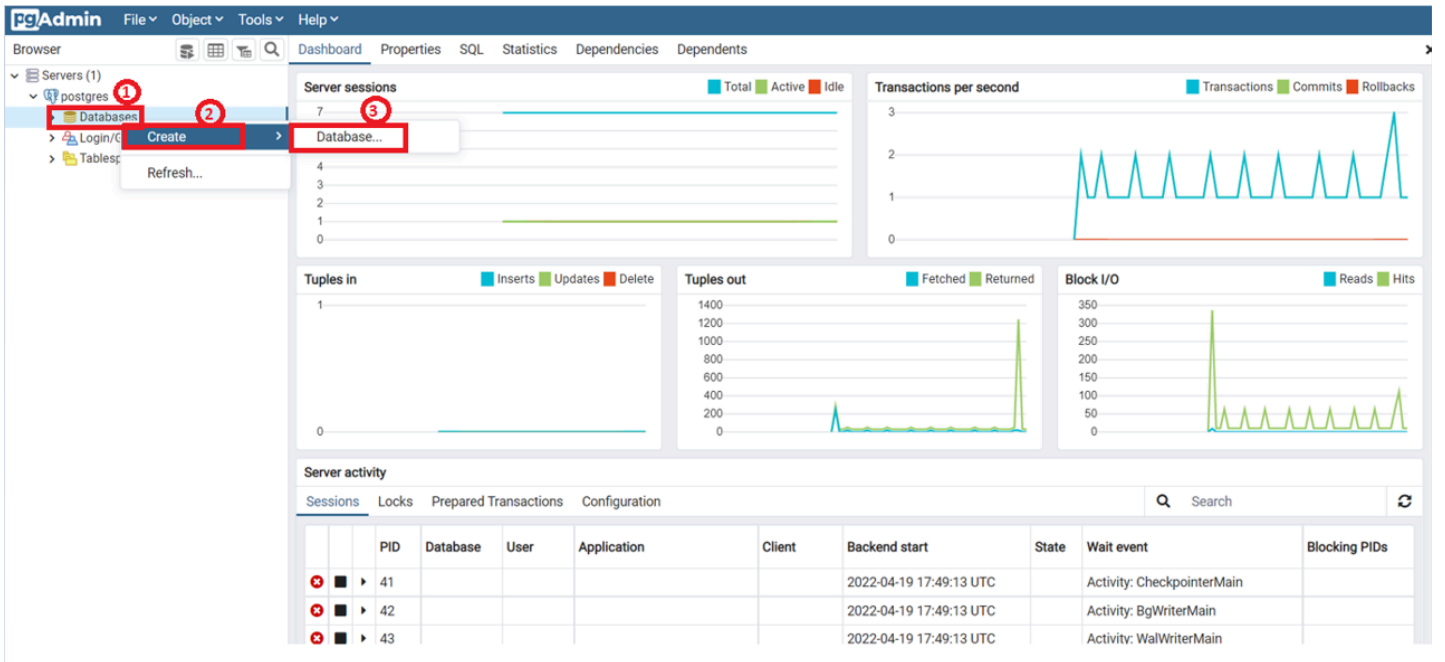 pgAdmin File Object Tools Help
Browser
Dashboard Properties SQL Statistics Dependencies Dependents
Servers (1)
postgres
1
Databases
2
Login/G
Tablesp
Create
Refresh...
3
Database...
Server sessions
Total Active Idle
7
4
3
2
1
0
Transactions per second
Transactions Commits Rollbacks
3
2
1
0
Tuples in
Inserts Updates Delete
1
0
Tuples out
Fetched Returned
1400
1200
1000
800
600
400
200
0
Block I/O
Reads Hits
350
300
250
200
150
100
50
0
Server activity
Sessions Locks Prepared Transactions Configuration
Search
PID Database User Application Client Backend start State Wait event Blocking PIDs
41 2022-04-19 17:49:13 UTC Activity: CheckpointerMain
42 2022-04-19 17:49:13 UTC Activity: BgWriterMain
43 2022-04-19 17:49:13 UTC Activity: WalWriterMain